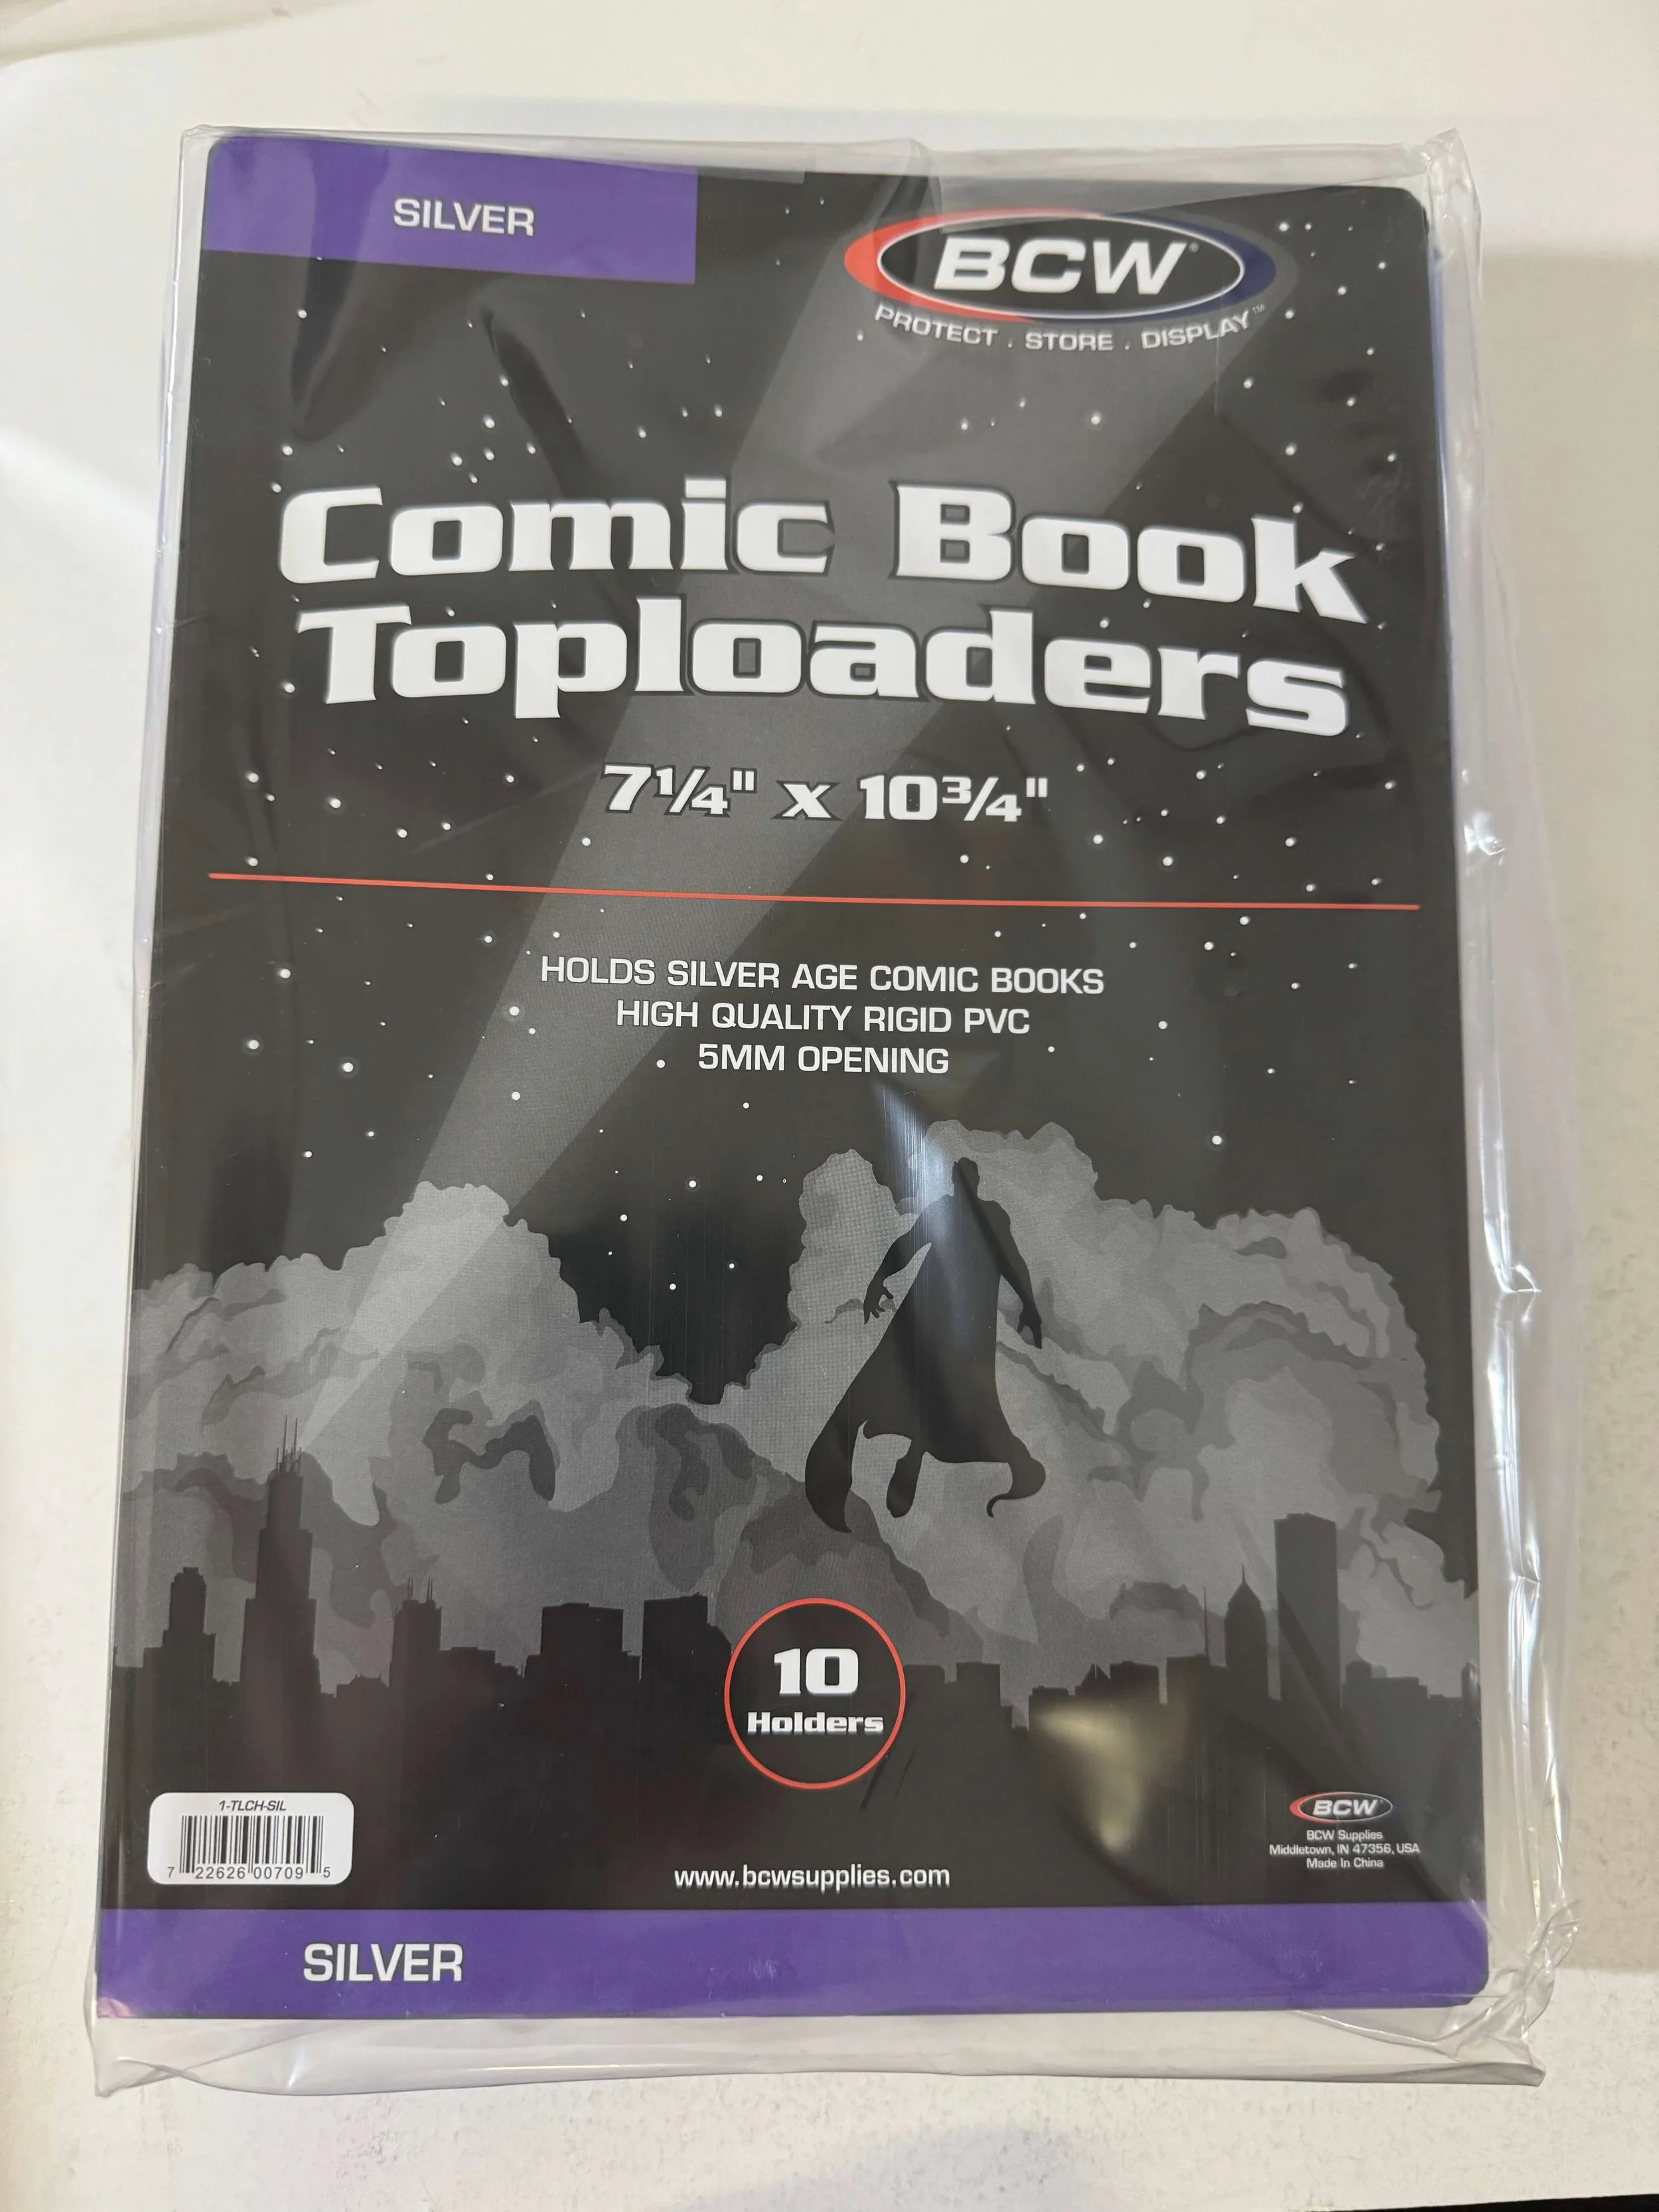 SILVER
BCW®
PROTECT . STORE . DISPLAY™
Comic Book
Toploaders
7¼" x 10¾"
HOLDS SILVER AGE COMIC BOOKS
HIGH QUALITY RIGID PVC
5MM OPENING
10
Holders
1-TLCH-SIL
7 22626 00709 5
www.bcwsupplies.com
BCW
BCW Supplies
Middletown, IN 47356, USA
Made In China
SILVER